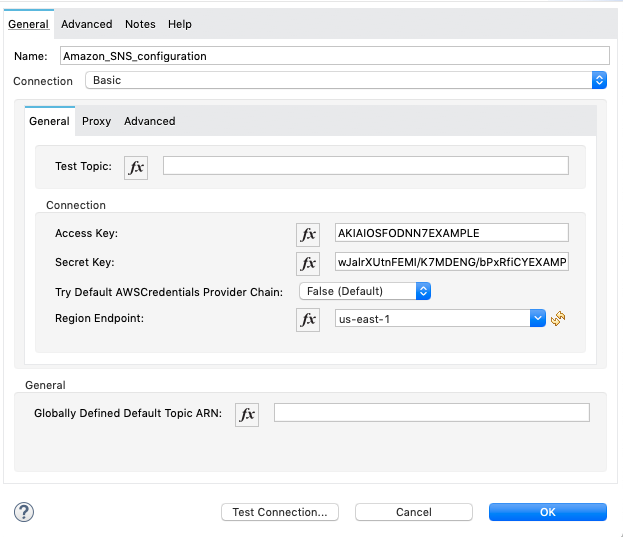 General Advanced Notes Help
Name: Amazon_SNS_configuration
Connection Basic
General Proxy Advanced
Test Topic: fx
Connection
Access Key: fx AKIAIOSFODNN7EXAMPLE
Secret Key: fx wJalrXUtnFEMI/K7MDENG/bPxRfiCYEXAMP
Try Default AWSCredentials Provider Chain: False (Default)
Region Endpoint: fx us-east-1
General
Globally Defined Default Topic ARN: fx
? Test Connection... Cancel OK